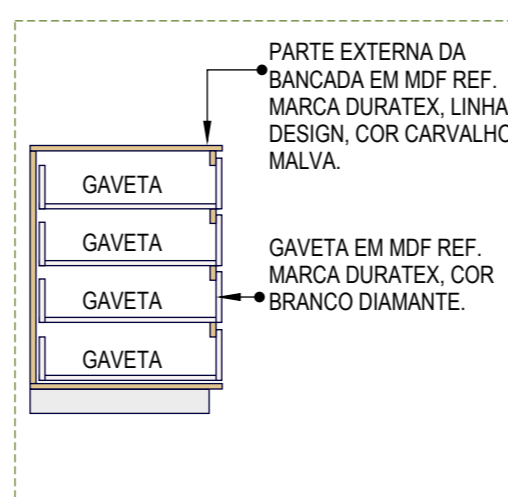 PARTE EXTERNA DA
BANCADA EM MDF REF.
MARCA DURATEX, LINHA
DESIGN, COR CARVALHO
MALVA.
GAVETA
GAVETA
GAVETA EM MDF REF.
MARCA DURATEX, COR
BRANCO DIAMANTE.
GAVETA
GAVETA